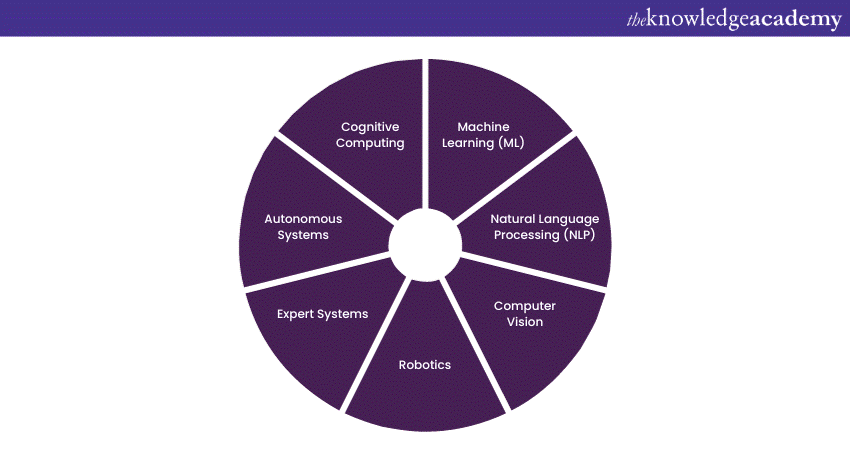 theknowledgeacademy
Cognitive
Computing
Machine
Learning (ML)
Autonomous
Systems
Natural Language
Processing (NLP)
Expert Systems
Computer
Vision
Robotics